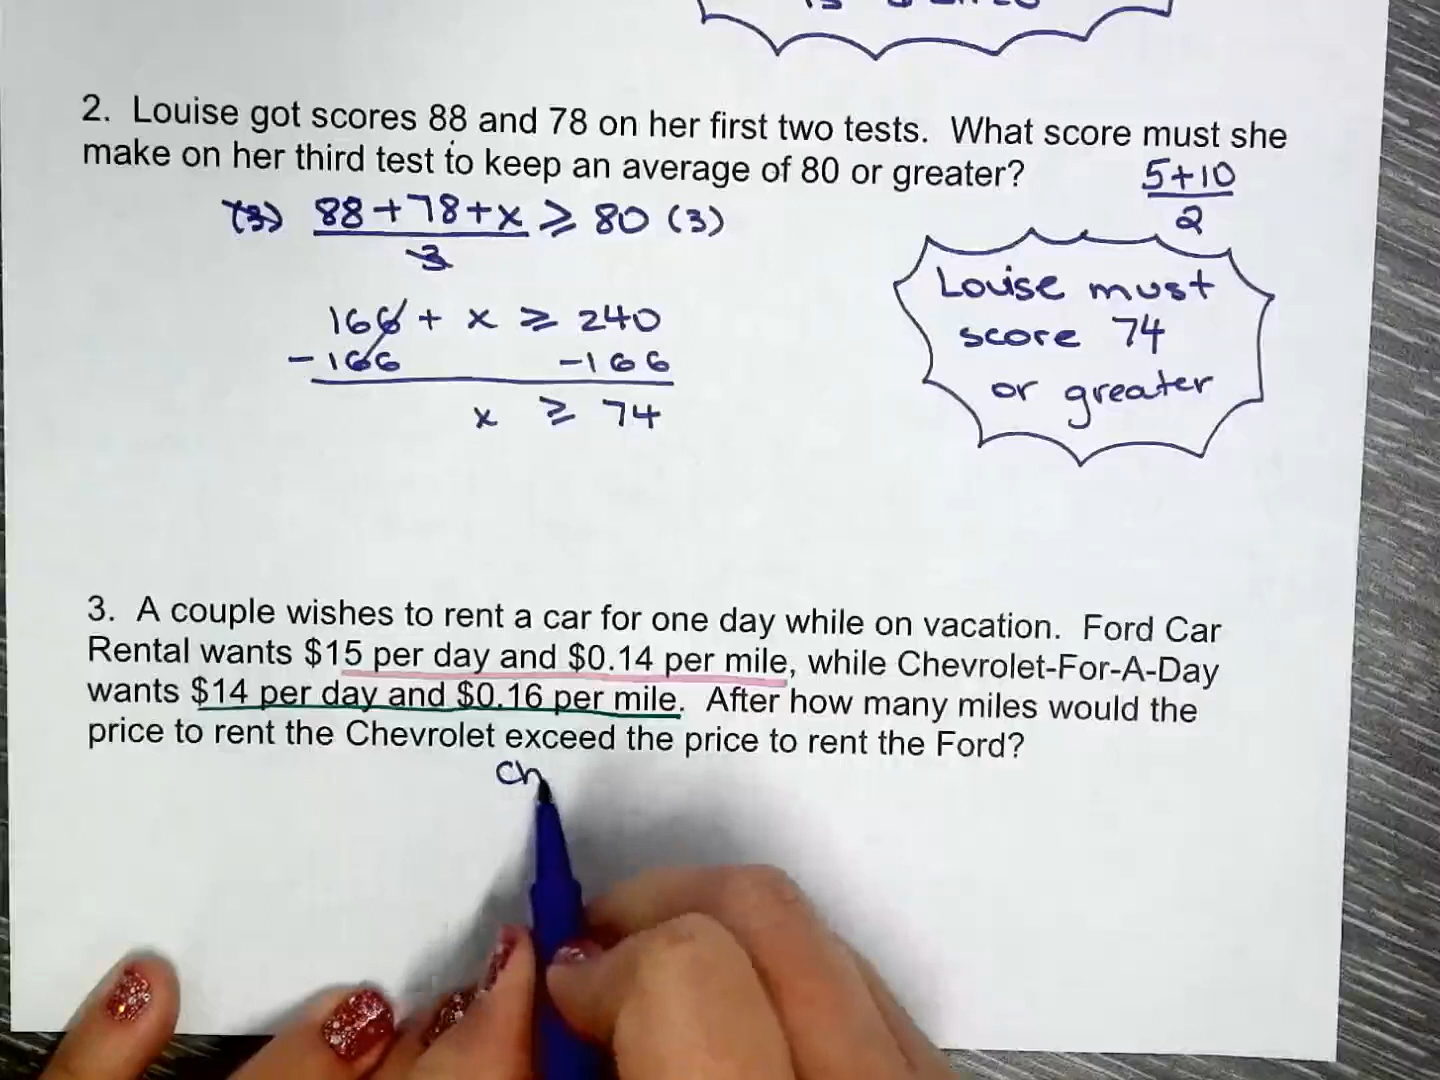 2. Louise got scores 88 and 78 on her first two tests. What score must she
make on her third test to keep an average of 80 or greater?
5+10
2
(3) 88+78+x ≥ 80 (3)
3
Louise must
score 74
or greater
166 + x ≥ 240
-166 -166
x ≥ 74
3. A couple wishes to rent a car for one day while on vacation. Ford Car
Rental wants $15 per day and $0.14 per mile, while Chevrolet-For-A-Day
wants $14 per day and $0.16 per mile. After how many miles would the
price to rent the Chevrolet exceed the price to rent the Ford?
Ch